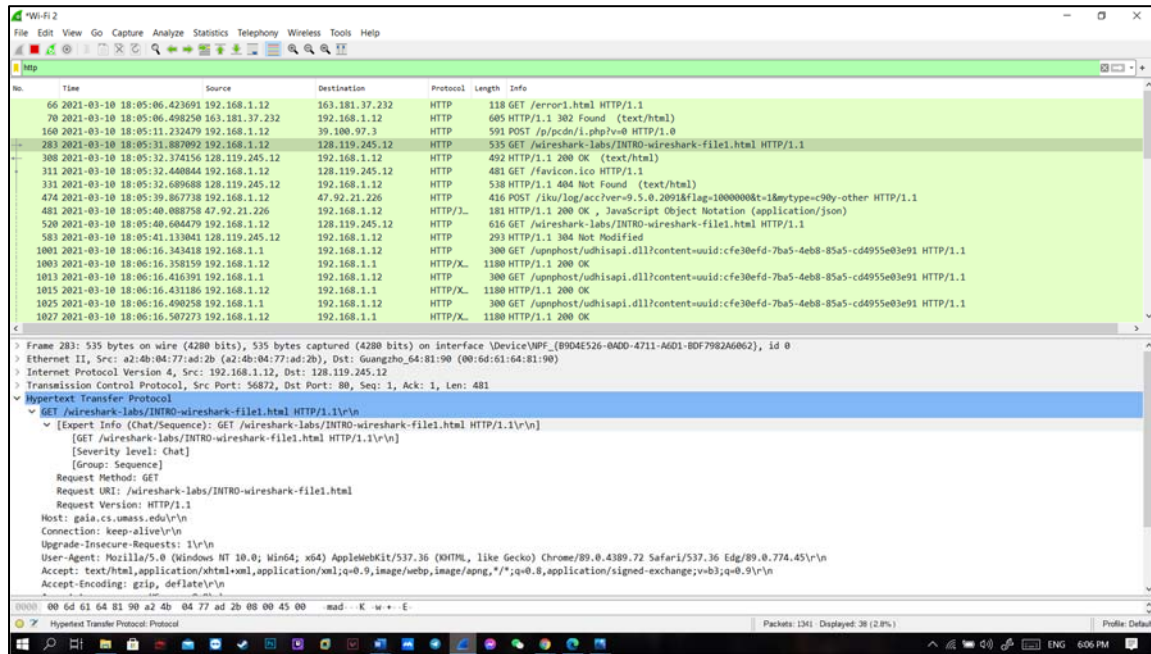 *Wi-Fi 2
File Edit View Go Capture Analyze Statistics Telephony Wireless Tools Help
http
No. Time Source Destination Protocol Length Info
66 2021-03-10 18:05:06.423691 192.168.1.12 163.181.37.232 HTTP 118 GET /error1.html HTTP/1.1
70 2021-03-10 18:05:06.498250 163.181.37.232 192.168.1.12 HTTP 605 HTTP/1.1 302 Found (text/html)
160 2021-03-10 18:05:11.232479 192.168.1.12 39.100.97.3 HTTP 591 POST /p/pcdn/i.php?v=0 HTTP/1.0
283 2021-03-10 18:05:31.887092 192.168.1.12 128.119.245.12 HTTP 535 GET /wireshark-labs/INTRO-wireshark-file1.html HTTP/1.1
308 2021-03-10 18:05:32.374156 128.119.245.12 192.168.1.12 HTTP 492 HTTP/1.1 200 OK (text/html)
311 2021-03-10 18:05:32.440844 192.168.1.12 128.119.245.12 HTTP 481 GET /favicon.ico HTTP/1.1
331 2021-03-10 18:05:32.689688 128.119.245.12 192.168.1.12 HTTP 538 HTTP/1.1 404 Not Found (text/html)
474 2021-03-10 18:05:39.867738 192.168.1.12 47.92.21.226 HTTP 416 POST /iku/log/acc?ver=9.5.0.2091&flag=1000000&t=1&mytype=c90y-other HTTP/1.1
481 2021-03-10 18:05:40.088758 47.92.21.226 192.168.1.12 HTTP/J… 181 HTTP/1.1 200 OK , JavaScript Object Notation (application/json)
520 2021-03-10 18:05:40.604479 192.168.1.12 128.119.245.12 HTTP 616 GET /wireshark-labs/INTRO-wireshark-file1.html HTTP/1.1
583 2021-03-10 18:05:41.133041 128.119.245.12 192.168.1.12 HTTP 293 HTTP/1.1 304 Not Modified
1001 2021-03-10 18:06:16.343418 192.168.1.1 192.168.1.12 HTTP 300 GET /upnphost/udhisapi.dll?content=uuid:cfe30efd-7ba5-4eb8-85a5-cd4955e03e91 HTTP/1.1
1003 2021-03-10 18:06:16.358159 192.168.1.12 192.168.1.1 HTTP/X… 1180 HTTP/1.1 200 OK
1013 2021-03-10 18:06:16.416391 192.168.1.1 192.168.1.12 HTTP 300 GET /upnphost/udhisapi.dll?content=uuid:cfe30efd-7ba5-4eb8-85a5-cd4955e03e91 HTTP/1.1
1015 2021-03-10 18:06:16.431186 192.168.1.12 192.168.1.1 HTTP/X… 1180 HTTP/1.1 200 OK
1025 2021-03-10 18:06:16.490258 192.168.1.1 192.168.1.12 HTTP 300 GET /upnphost/udhisapi.dll?content=uuid:cfe30efd-7ba5-4eb8-85a5-cd4955e03e91 HTTP/1.1
1027 2021-03-10 18:06:16.507273 192.168.1.12 192.168.1.1 HTTP/X… 1180 HTTP/1.1 200 OK
Frame 283: 535 bytes on wire (4280 bits), 535 bytes captured (4280 bits) on interface \Device\NPF_{B9D4E526-0ADD-4711-A6D1-BDF7982A6062}, id 0
Ethernet II, Src: a2:4b:04:77:ad:2b (a2:4b:04:77:ad:2b), Dst: Guangzho_64:81:90 (00:6d:61:64:81:90)
Internet Protocol Version 4, Src: 192.168.1.12, Dst: 128.119.245.12
Transmission Control Protocol, Src Port: 56872, Dst Port: 80, Seq: 1, Ack: 1, Len: 481
Hypertext Transfer Protocol
GET /wireshark-labs/INTRO-wireshark-file1.html HTTP/1.1\r\n
[Expert Info (Chat/Sequence): GET /wireshark-labs/INTRO-wireshark-file1.html HTTP/1.1\r\n]
[GET /wireshark-labs/INTRO-wireshark-file1.html HTTP/1.1\r\n]
[Severity level: Chat]
[Group: Sequence]
Request Method: GET
Request URI: /wireshark-labs/INTRO-wireshark-file1.html
Request Version: HTTP/1.1
Host: gaia.cs.umass.edu\r\n
Connection: keep-alive\r\n
Upgrade-Insecure-Requests: 1\r\n
User-Agent: Mozilla/5.0 (Windows NT 10.0; Win64; x64) AppleWebKit/537.36 (KHTML, like Gecko) Chrome/89.0.4389.72 Safari/537.36 Edg/89.0.774.45\r\n
Accept: text/html,application/xhtml+xml,application/xml;q=0.9,image/webp,image/apng,*/*;q=0.8,application/signed-exchange;v=b3;q=0.9\r\n
Accept-Encoding: gzip, deflate\r\n
0000 00 6d 61 64 81 90 a2 4b 04 77 ad 2b 08 00 45 00 ·mad···K ·w·+··E·
Hypertext Transfer Protocol: Protocol Packets: 1341 · Displayed: 38 (2.8%) Profile: Default
ENG 6:06 PM